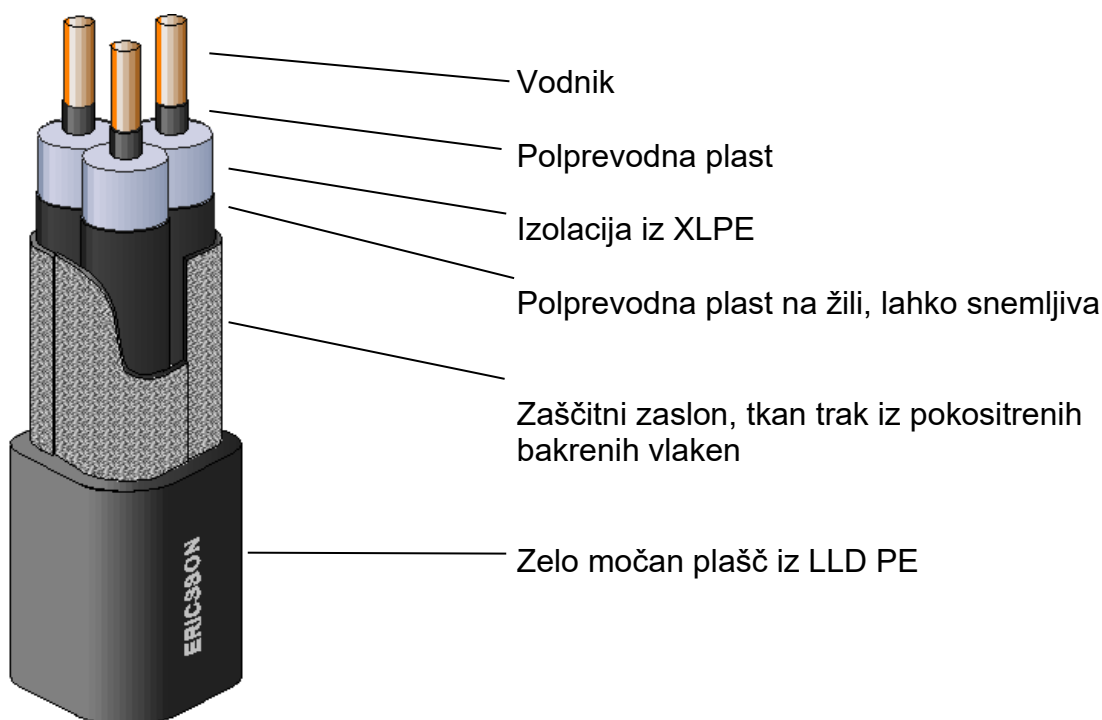 Vodnik
Polprevodna plast
Izolacija iz XLPE
Polprevodna plast na žili, lahko snemljiva
Zaščitni zaslon, tkan trak iz pokositrenih
bakrenih vlaken
Zelo močan plašč iz LLD PE
ERICSSON